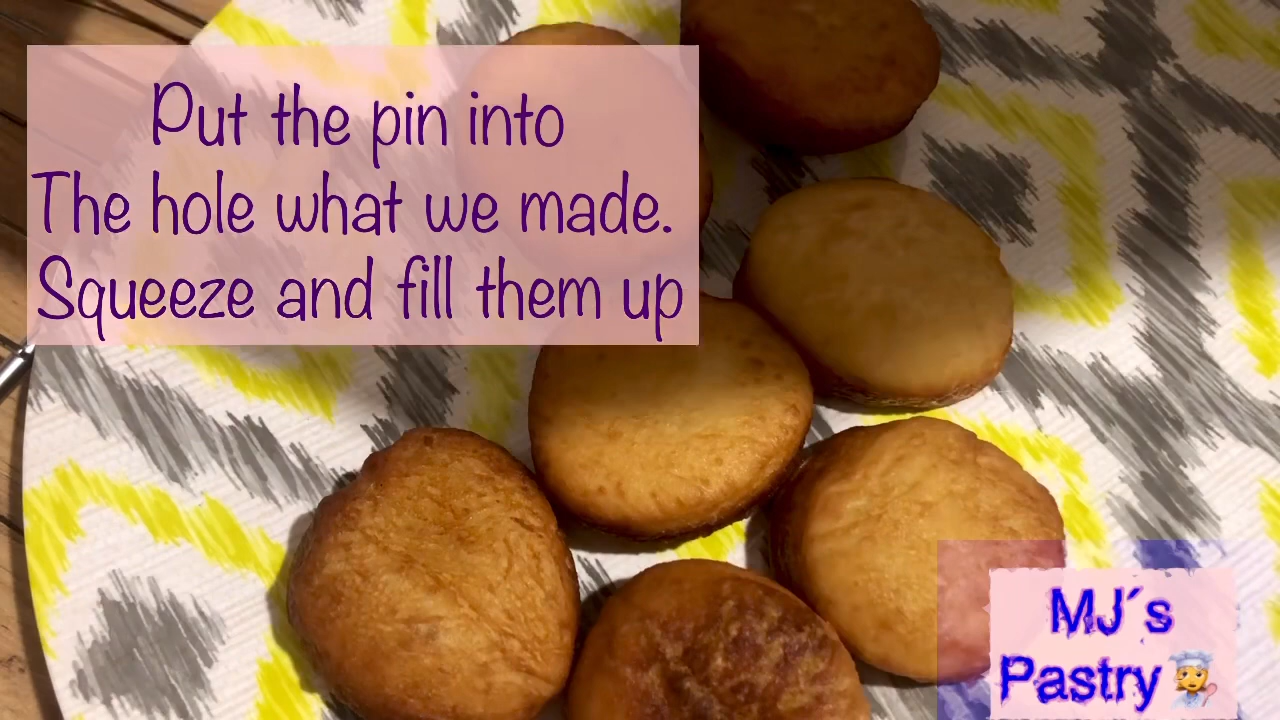 Put the pin into
The hole what we made.
Squeeze and fill them up
MJ´s
Pastry